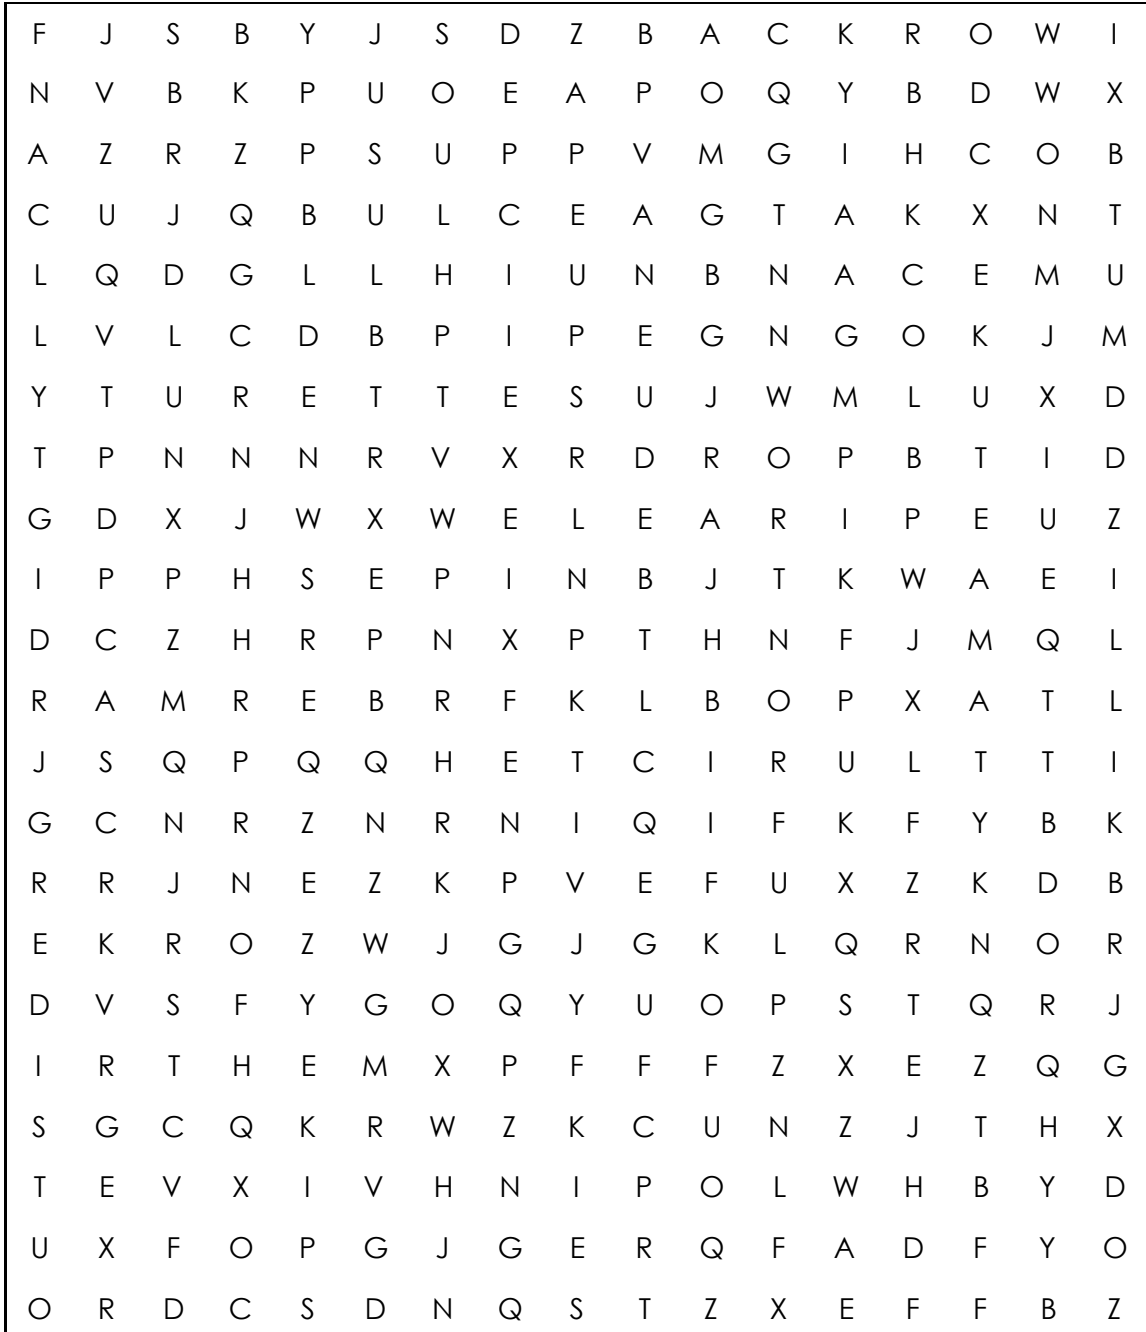 F J S B Y J S D Z B A C K R O W I
N V B K P U O E A P O Q Y B D W X
A Z R Z P S U P P V M G I H C O B
C U J Q B U L C E A G T A K X N T
L Q D G L L H I U N B N A C E M U
L V L C D B P I P E G N G O K J M
Y T U R E T T E S U J W M L U X D
T P N N N R V X R D R O P B T I D
G D X J W X W E L E A R I P E U Z
I P P H S E P I N B J T K W A E I
D C Z H R P N X P T H N F J M Q L
R A M R E B R F K L B O P X A T L
J S Q P Q Q H E T C I R U L T T I
G C N R Z N R N I Q I F K F Y B K
R R J N E Z K P V E F U X Z K D B
E K R O Z W J G J G K L Q R N O R
D V S F Y G O Q Y U O P S T Q R J
I R T H E M X P F F F Z X E Z Q G
S G C Q K R W Z K C U N Z J T H X
T E V X I V H N I P O L W H B Y D
U X F O P G J G E R Q F A D F Y O
O R D C S D N Q S T Z X E F F B Z